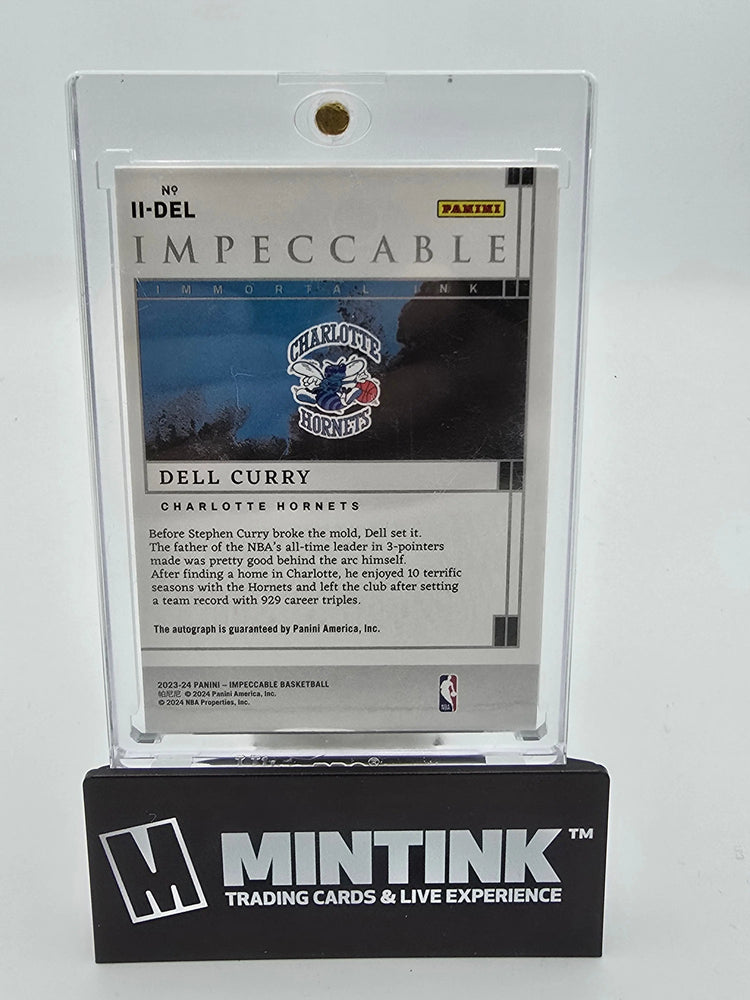 Nº
II-DEL
PANINI
IMPECCABLE
IMMORTAL INK
CHARLOTTE
HORNETS
DELL CURRY
CHARLOTTE HORNETS
Before Stephen Curry broke the mold, Dell set it.
The father of the NBA's all-time leader in 3-pointers
made was pretty good behind the arc himself.
After finding a home in Charlotte, he enjoyed 10 terrific
seasons with the Hornets and left the club after setting
a team record with 929 career triples.
The autograph is guaranteed by Panini America, Inc.
2023-24 PANINI – IMPECCABLE BASKETBALL
帕尼尼 © 2024 Panini America, Inc.
© 2024 NBA Properties, Inc.
NBA
M MINTINK™
TRADING CARDS & LIVE EXPERIENCE